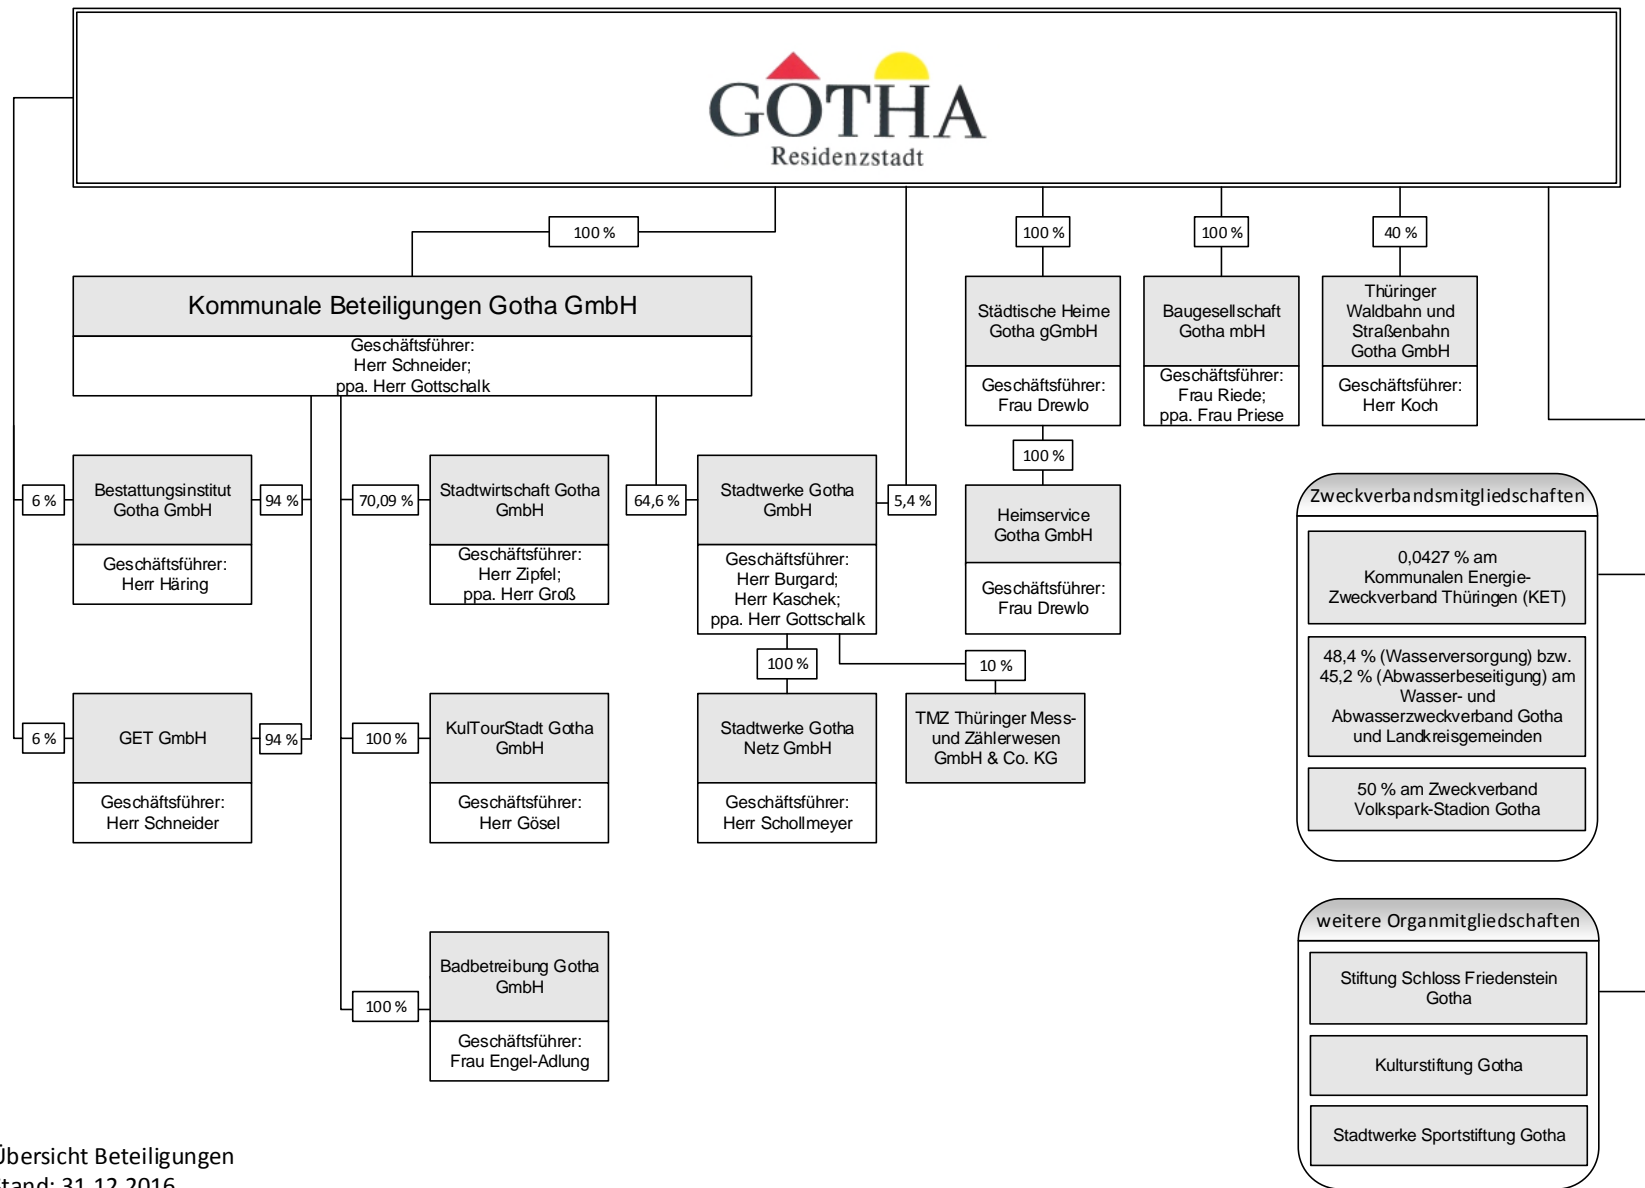 GOTHA
Residenzstadt
100 %
100 %
100 %
40 %
Kommunale Beteiligungen Gotha GmbH
Geschäftsführer:
Herr Schneider;
ppa. Herr Gottschalk
Städtische Heime
Gotha gGmbH
Geschäftsführer:
Frau Drewlo
Baugesellschaft
Gotha mbH
Geschäftsführer:
Frau Riede;
ppa. Frau Priese
Thüringer
Waldbahn und
Straßenbahn
Gotha GmbH
Geschäftsführer:
Herr Koch
6 %
Bestattungsinstitut
Gotha GmbH
Geschäftsführer:
Herr Häring
94 %
70,09 %
Stadtwirtschaft Gotha
GmbH
Geschäftsführer:
Herr Zipfel;
ppa. Herr Groß
64,6 %
Stadtwerke Gotha
GmbH
Geschäftsführer:
Herr Burgard;
Herr Kaschek;
ppa. Herr Gottschalk
5,4 %
100 %
Heimservice
Gotha GmbH
Geschäftsführer:
Frau Drewlo
6 %
GET GmbH
Geschäftsführer:
Herr Schneider
94 %
100 %
KulTourStadt Gotha
GmbH
Geschäftsführer:
Herr Gösel
100 %
Stadtwerke Gotha
Netz GmbH
Geschäftsführer:
Herr Schollmeyer
10 %
TMZ Thüringer Mess-
und Zählerwesen
GmbH & Co. KG
100 %
Badbetreibung Gotha
GmbH
Geschäftsführer:
Frau Engel-Adlung
Zweckverbandsmitgliedschaften
0,0427 % am
Kommunalen Energie-
Zweckverband Thüringen (KET)
48,4 % (Wasserversorgung) bzw.
45,2 % (Abwasserbeseitigung) am
Wasser- und
Abwasserzweckverband Gotha
und Landkreisgemeinden
50 % am Zweckverband
Volkspark-Stadion Gotha
weitere Organmitgliedschaften
Stiftung Schloss Friedenstein
Gotha
Kulturstiftung Gotha
Stadtwerke Sportstiftung Gotha
Übersicht Beteiligungen
Stand: 31.12.2016